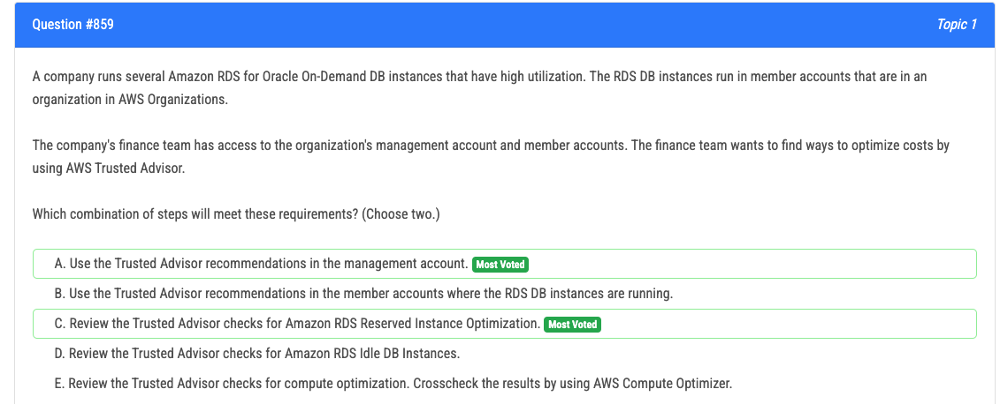 Question #859
Topic 1
A company runs several Amazon RDS for Oracle On-Demand DB instances that have high utilization. The RDS DB instances run in member accounts that are in an
organization in AWS Organizations.
The company's finance team has access to the organization's management account and member accounts. The finance team wants to find ways to optimize costs by
using AWS Trusted Advisor.
Which combination of steps will meet these requirements? (Choose two.)
A. Use the Trusted Advisor recommendations in the management account. Most Voted
B. Use the Trusted Advisor recommendations in the member accounts where the RDS DB instances are running.
C. Review the Trusted Advisor checks for Amazon RDS Reserved Instance Optimization. Most Voted
D. Review the Trusted Advisor checks for Amazon RDS Idle DB Instances.
E. Review the Trusted Advisor checks for compute optimization. Crosscheck the results by using AWS Compute Optimizer.